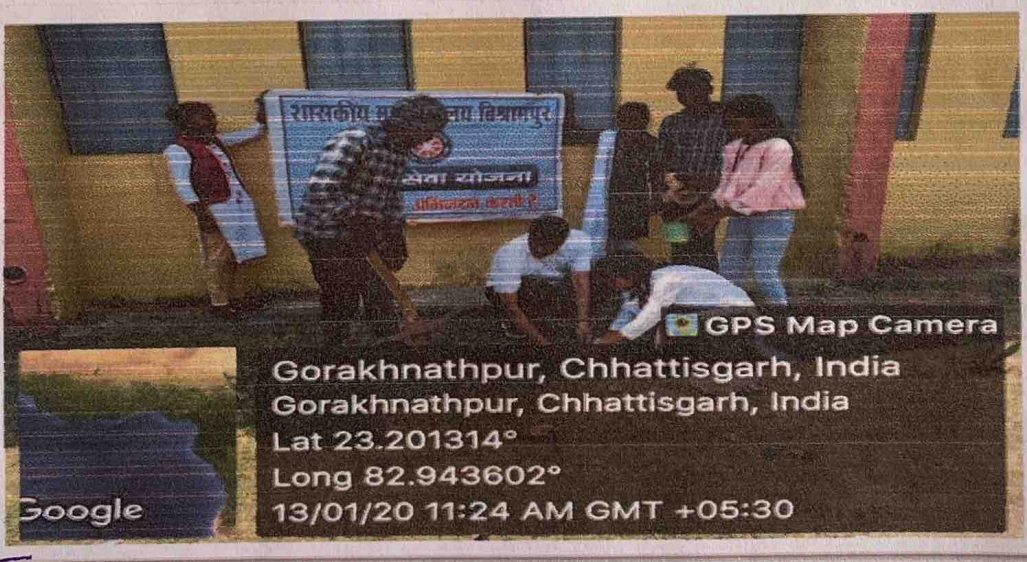 शासकीय
बिश्रामपुर
सेवा योजना
करती है
GPS Map Camera
Gorakhnathpur, Chhattisgarh, India
Gorakhnathpur, Chhattisgarh, India
Lat 23.201314°
Long 82.943602°
13/01/20 11:24 AM GMT +05:30
Google